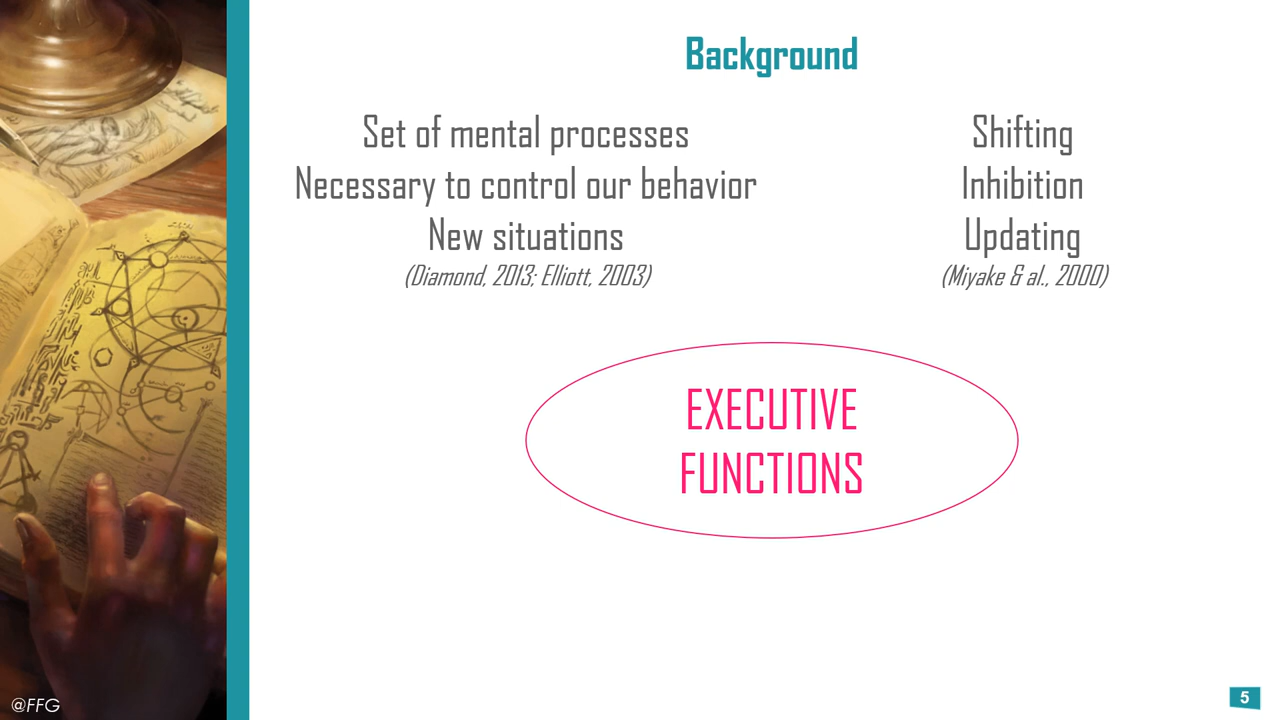 Background
Set of mental processes
Necessary to control our behavior
New situations
(Diamond, 2013; Elliott, 2003)
Shifting
Inhibition
Updating
(Miyake & al., 2000)
EXECUTIVE
FUNCTIONS
@FFG
5